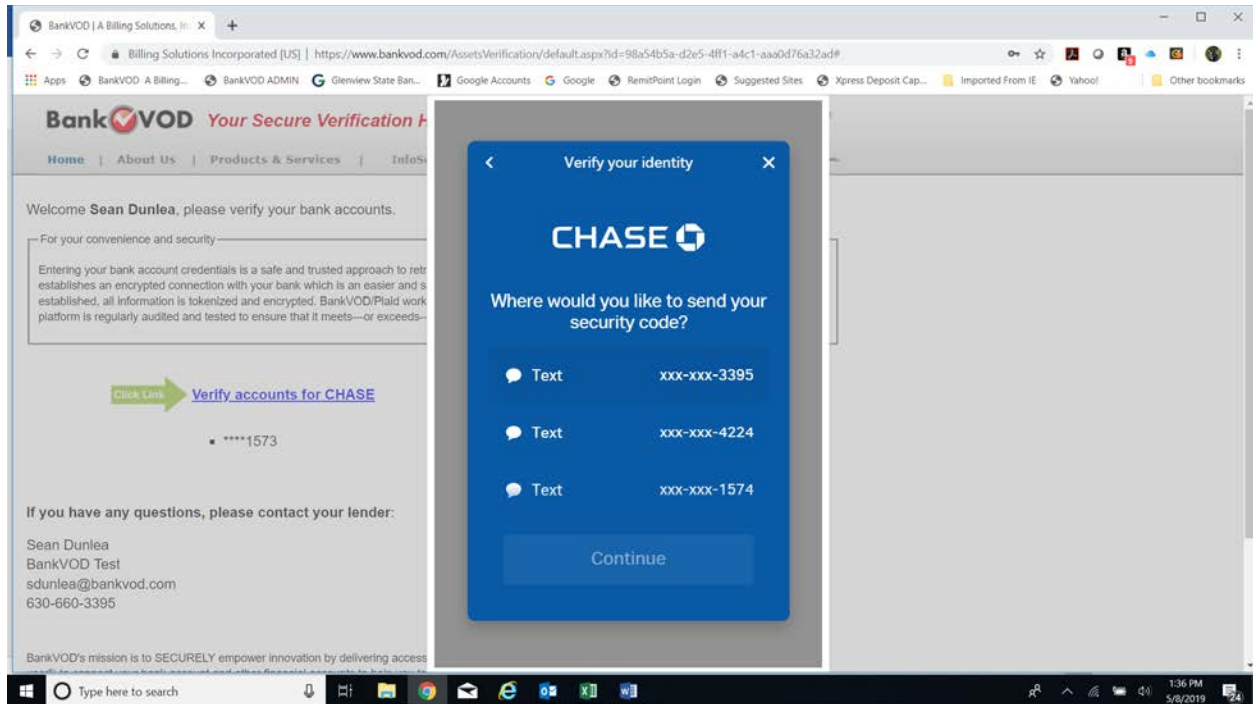 BankVOD | A Billing Solutions, In
Billing Solutions Incorporated [US] | https://www.bankvod.com/AssetsVerification/default.aspx?id=98a54b5a-d2e5-4ff1-a4c1-aaa0d76a32ad#
Apps BankVOD A Billing... BankVOD ADMIN Glenview State Ban... Google Accounts Google RemitPoint Login Suggested Sites Xpress Deposit Cap... Imported From IE Yahoo! Other bookmarks
BankVOD Your Secure Verification
Home | About Us | Products & Services | InfoS
Welcome Sean Dunlea, please verify your bank accounts.
For your convenience and security
Entering your bank account credentials is a safe and trusted approach to retr
establishes an encrypted connection with your bank which is an easier and s
established, all information is tokenized and encrypted. BankVOD/Plaid work
platform is regularly audited and tested to ensure that it meets—or exceeds—
Click Link Verify accounts for CHASE
▪ ****1573
If you have any questions, please contact your lender:
Sean Dunlea
BankVOD Test
sdunlea@bankvod.com
630-660-3395
BankVOD's mission is to SECURELY empower innovation by delivering access
Verify your identity
CHASE
Where would you like to send your
security code?
Text xxx-xxx-3395
Text xxx-xxx-4224
Text xxx-xxx-1574
Continue
Type here to search
1:36 PM
5/8/2019
24